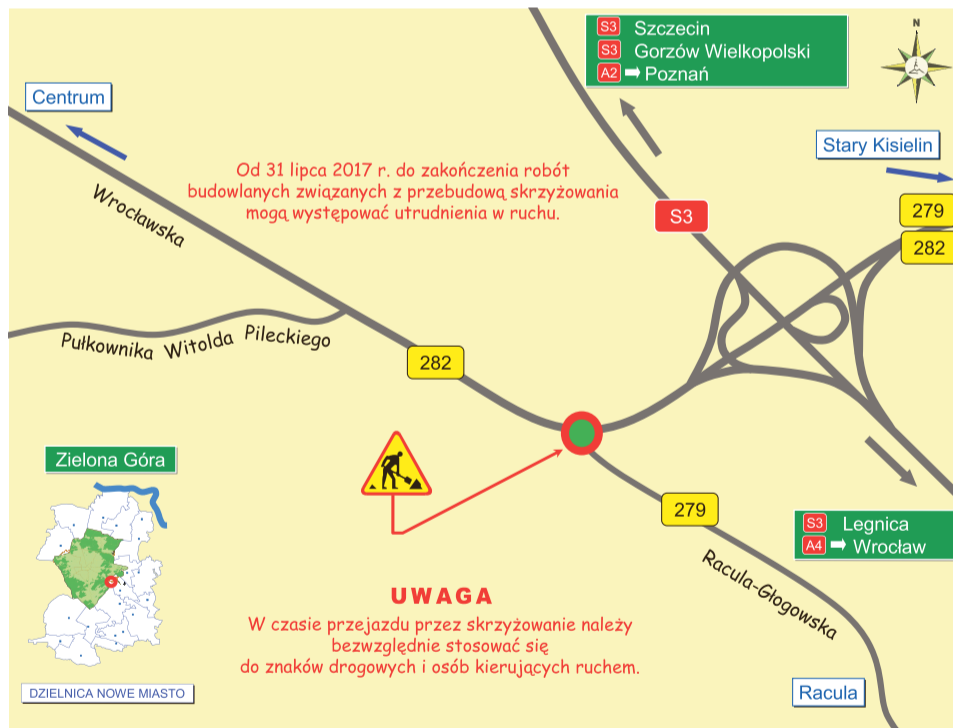 S3 Szczecin
S3 Gorzów Wielkopolski
A2 Poznań
N
Centrum
Stary Kisielin
Od 31 lipca 2017 r. do zakończenia robót
budowlanych związanych z przebudową skrzyżowania
mogą występować utrudnienia w ruchu.
Wrocławska
S3
279
282
Pułkownika Witolda Pileckiego
282
Zielona Góra
279
S3 Legnica
A4 Wrocław
Racula-Głogowska
UWAGA
W czasie przejazdu przez skrzyżowanie należy
bezwzględnie stosować się
do znaków drogowych i osób kierujących ruchem.
DZIELNICA NOWE MIASTO
Racula